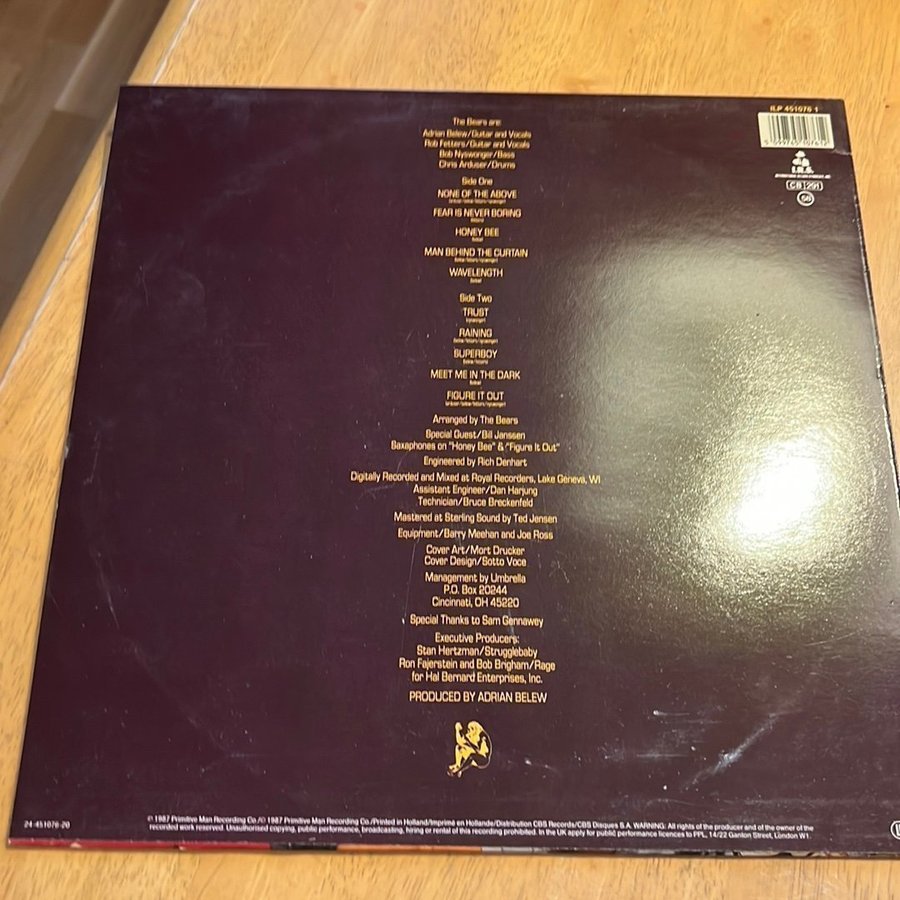 ILP 451076 1
5 099745 107612
I.R.S.
CB 291
58
The Bears are:
Adrian Belew/Guitar and Vocals
Rob Fetters/Guitar and Vocals
Bob Nyswonger/Bass
Chris Arduser/Drums
Side One
NONE OF THE ABOVE
FEAR IS NEVER BORING
HONEY BEE
MAN BEHIND THE CURTAIN
WAVELENGTH
Side Two
TRUST
RAINING
SUPERBOY
MEET ME IN THE DARK
FIGURE IT OUT
Arranged by The Bears
Special Guest/Bill Janssen
Saxaphones on "Honey Bee" & "Figure It Out"
Engineered by Rich Denhart
Digitally Recorded and Mixed at Royal Recorders, Lake Geneva, WI
Assistant Engineer/Dan Harjung
Technician/Bruce Breckenfeld
Mastered at Sterling Sound by Ted Jensen
Equipment/Barry Meehan and Joe Ross
Cover Art/Mort Drucker
Cover Design/Sotto Voce
Management by Umbrella
P.O. Box 20244
Cincinnati, OH 45220
Special Thanks to Sam Gennawey
Executive Producers:
Stan Hertzman/Strugglebaby
Ron Fajerstein and Bob Brigham/Rage
for Hal Bernard Enterprises, Inc.
PRODUCED BY ADRIAN BELEW
24-451076-20
℗ 1987 Primitive Man Recording Co./© 1987 Primitive Man Recording Co./Printed in Holland/Imprimé en Hollande/Distribution CBS Records/CBS Disques S.A. WARNING: All rights of the producer and of the owner of the
recorded work reserved. Unauthorised copying, public performance, broadcasting, hiring or rental of this recording prohibited. In the UK apply for public performance licences to PPL, 14/22 Ganton Street, London W1.